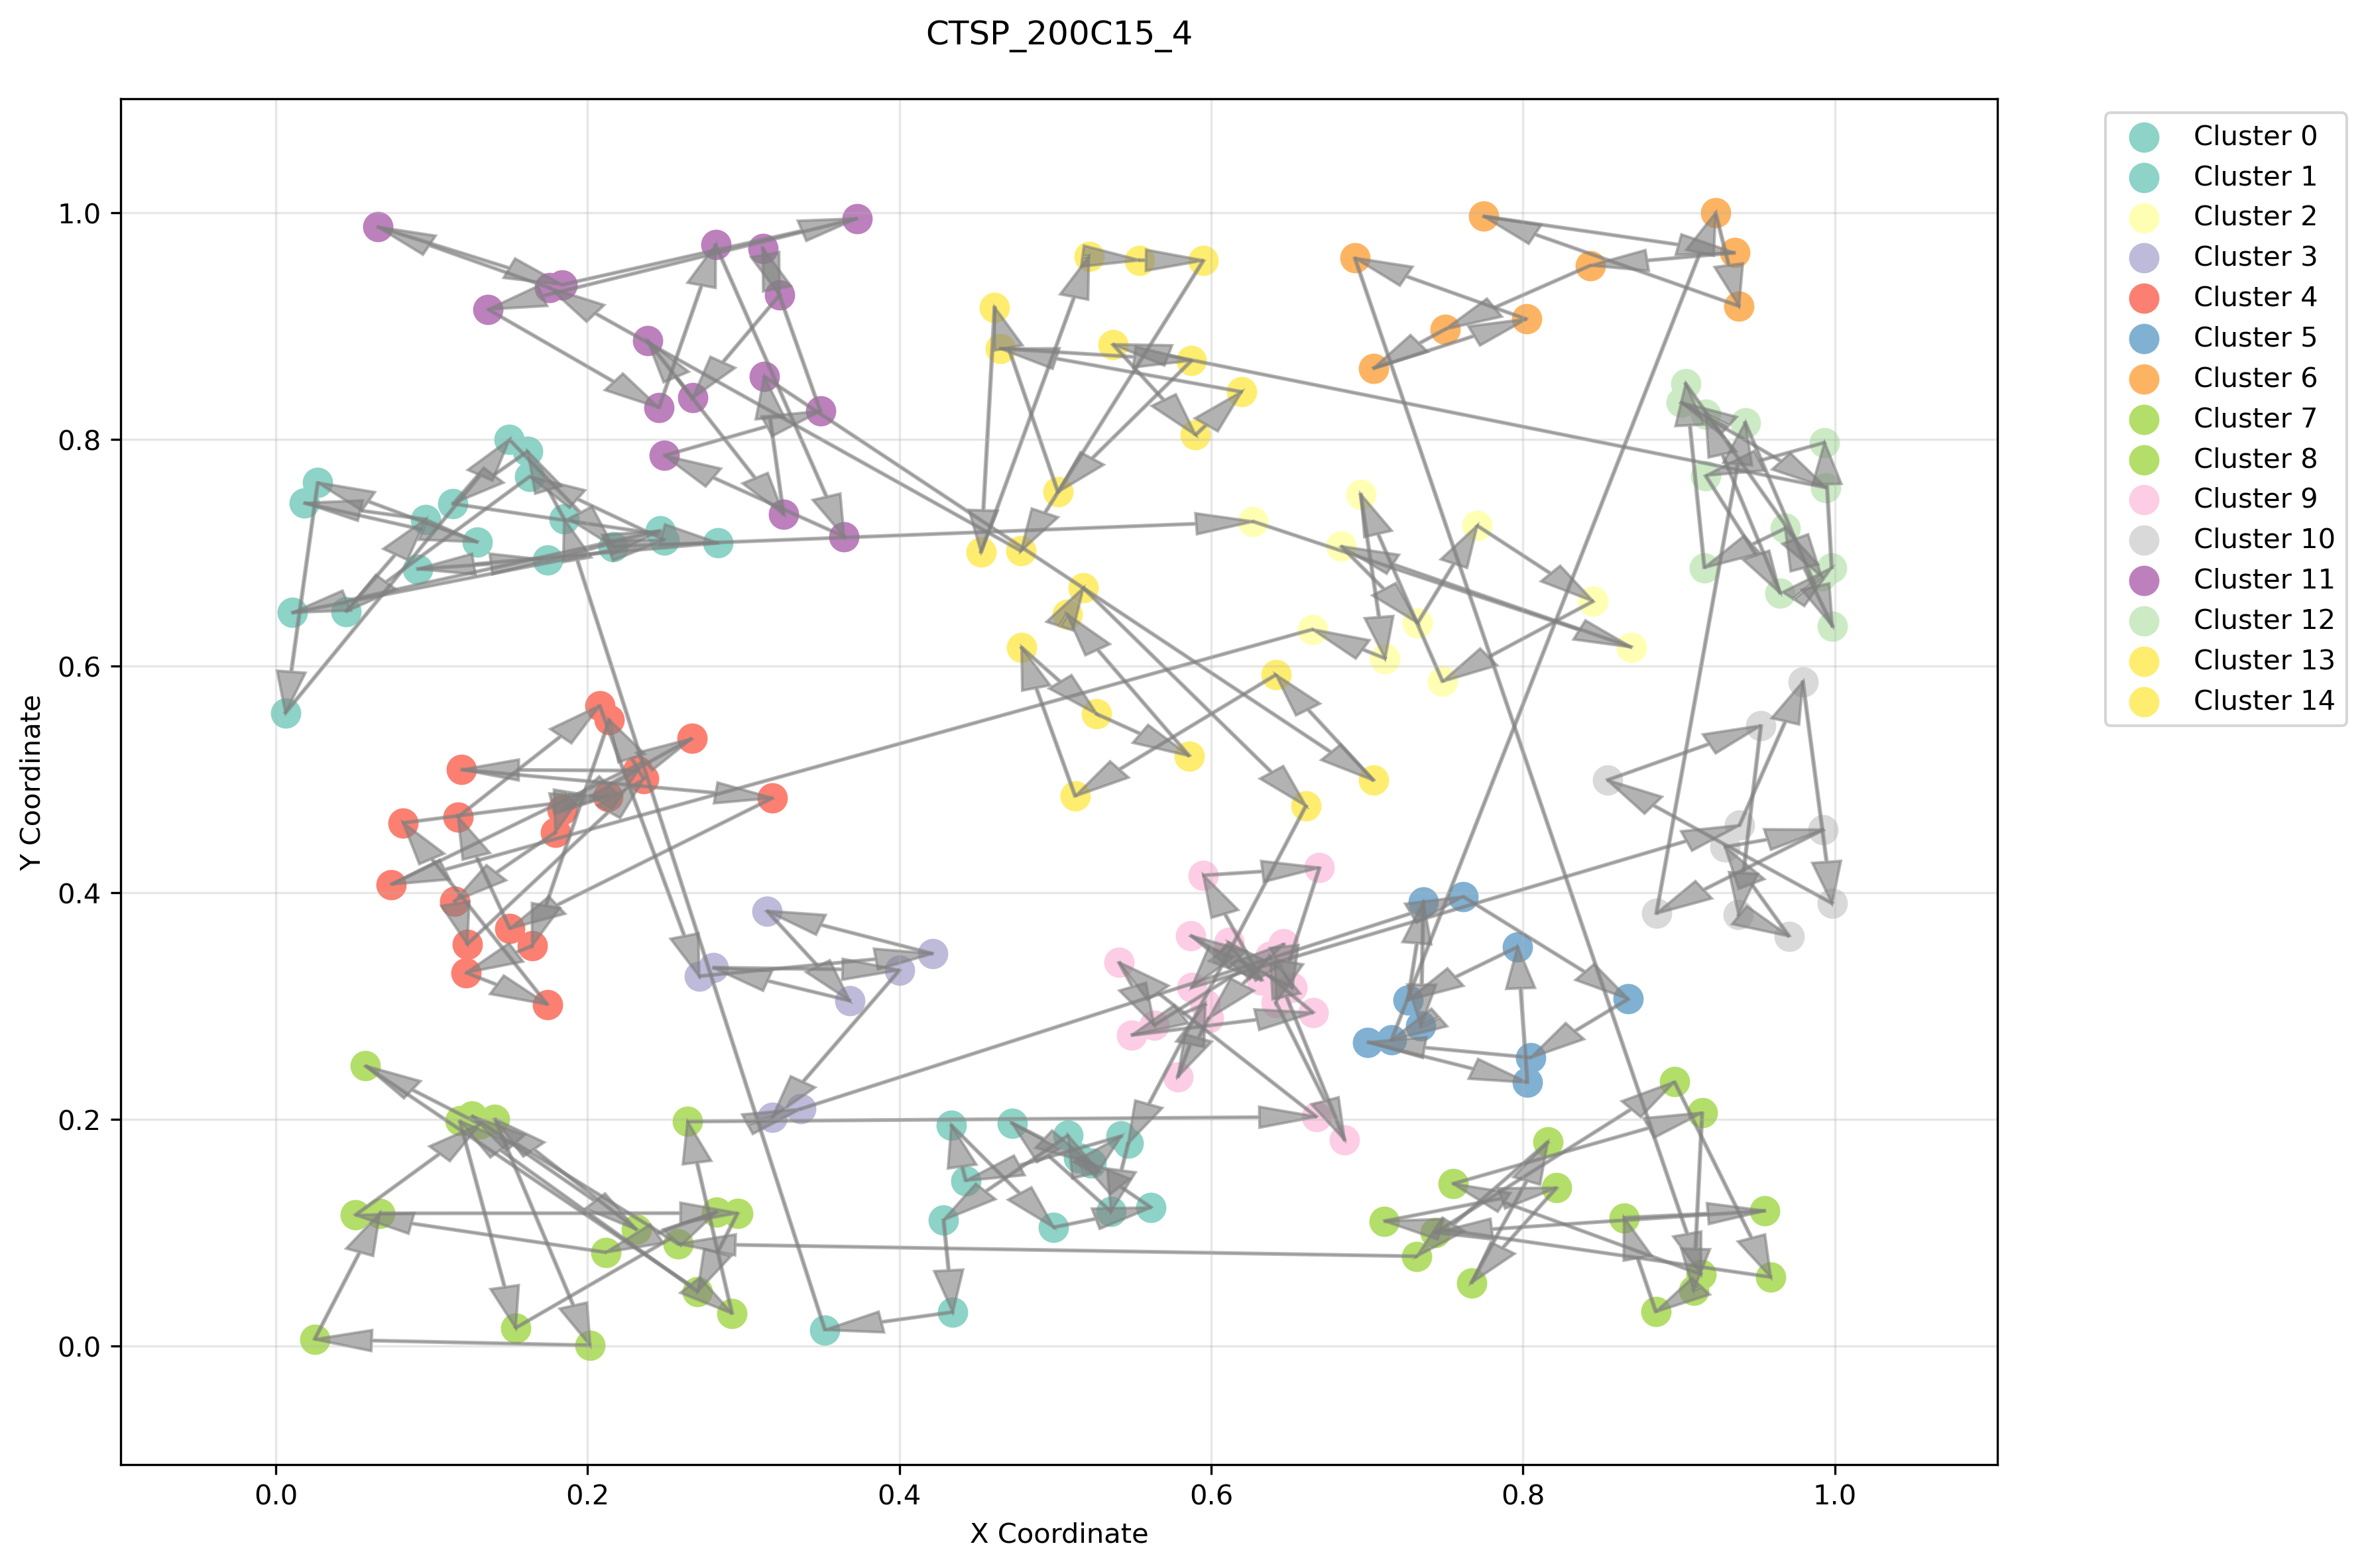 CTSP_200C15_4
Cluster 0
Cluster 1
Cluster 2
Cluster 3
Cluster 4
Cluster 5
Cluster 6
Cluster 7
Cluster 8
Cluster 9
Cluster 10
Cluster 11
Cluster 12
Cluster 13
Cluster 14
Y Coordinate
1.0
0.8
0.6
0.4
0.2
0.0
0.0 0.2 0.4 0.6 0.8 1.0
X Coordinate